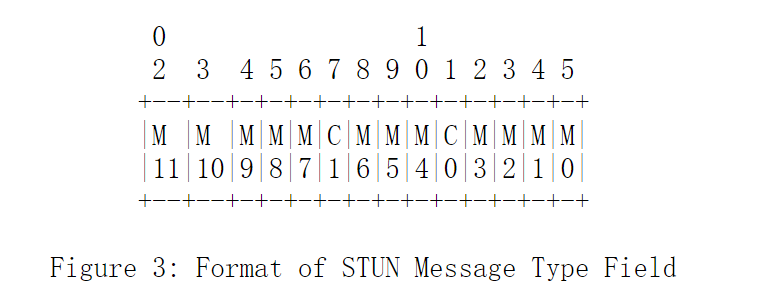 0                 1
2  3  4 5 6 7 8 9 0 1 2 3 4 5
+--+--+-+-+-+-+-+-+-+-+-+-+-+-+
|M |M |M|M|M|C|M|M|M|C|M|M|M|M|
|11|10|9|8|7|1|6|5|4|0|3|2|1|0|
+--+--+-+-+-+-+-+-+-+-+-+-+-+-+
Figure 3: Format of STUN Message Type Field